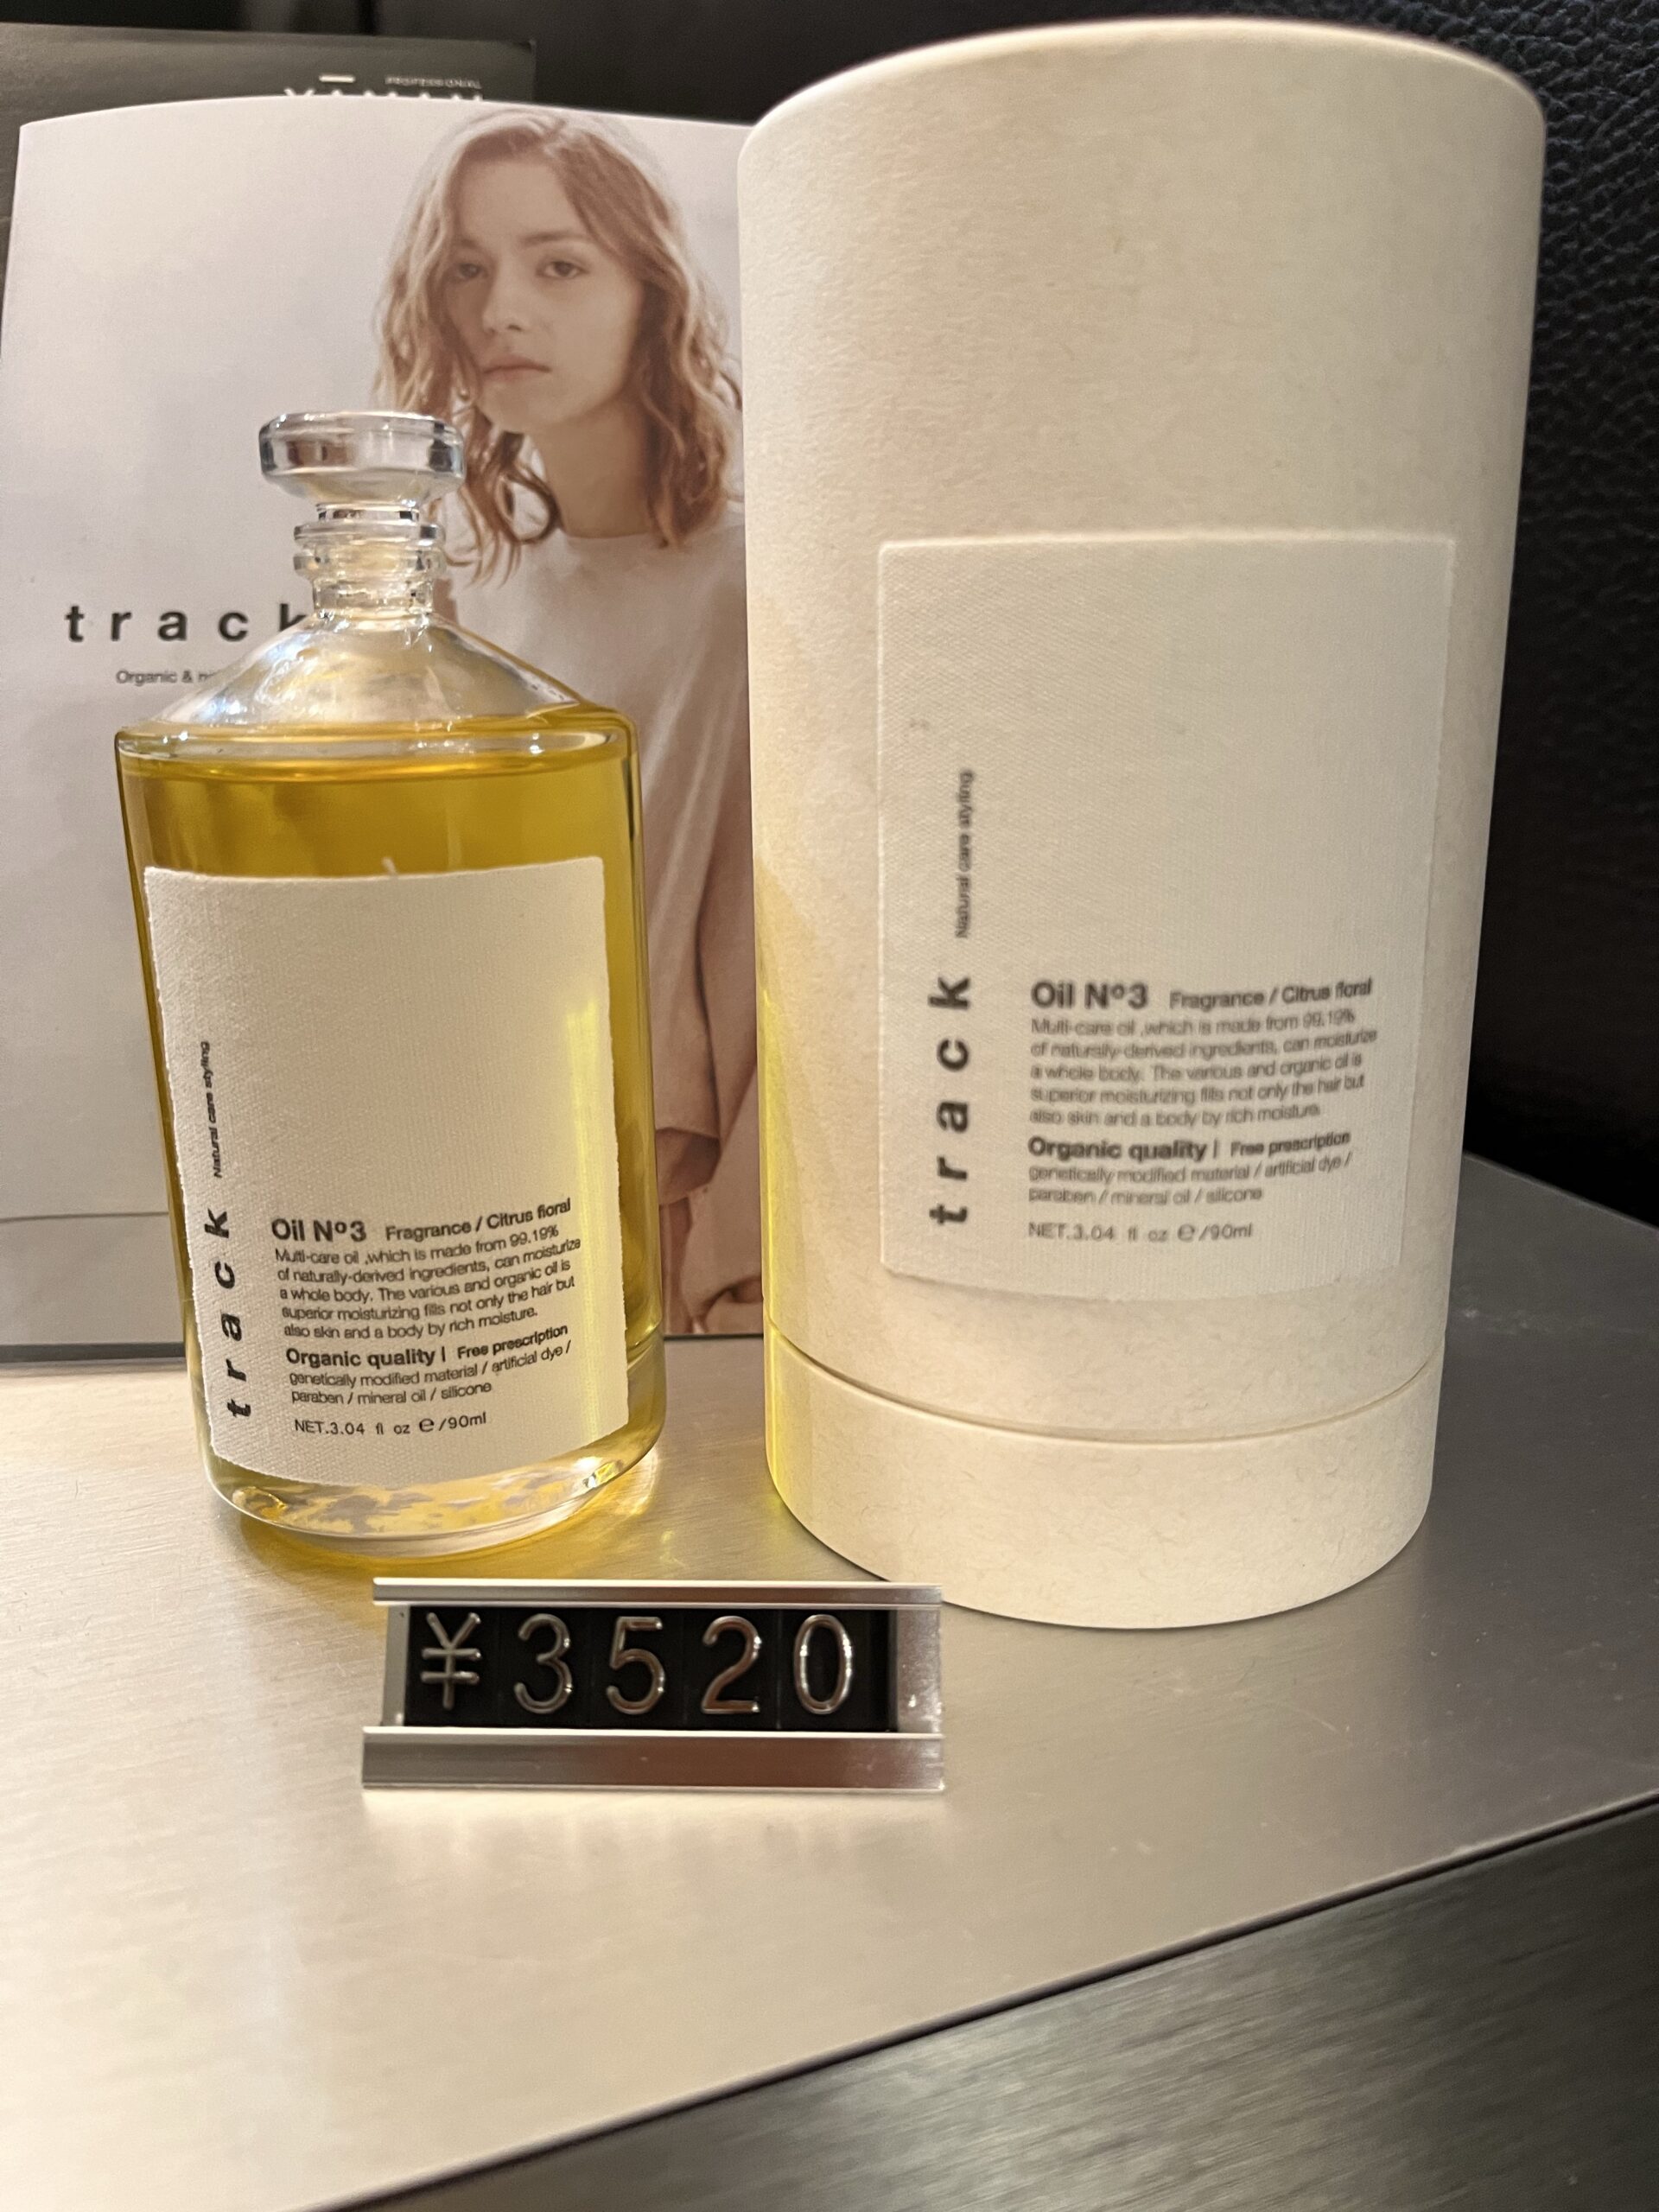 PROFESSIONAL
track
Organic &
track Natural care styling
Oil Nº3 Fragrance / Citrus floral
Multi-care oil ,which is made from 99.19%
of naturally-derived ingredients, can moisturize
a whole body. The various and organic oil is
superior moisturizing fills not only the hair but
also skin and a body by rich moisture.
Organic quality | Free prescription
genetically modified material / artificial dye /
paraben / mineral oil / silicone
NET.3.04 fl oz ℮/90ml
track Natural care styling
Oil Nº3 Fragrance / Citrus floral
Multi-care oil ,which is made from 99.19%
of naturally-derived ingredients, can moisturize
a whole body. The various and organic oil is
superior moisturizing fills not only the hair but
also skin and a body by rich moisture.
Organic quality | Free prescription
genetically modified material / artificial dye /
paraben / mineral oil / silicone
NET.3.04 fl oz ℮/90ml
¥3520